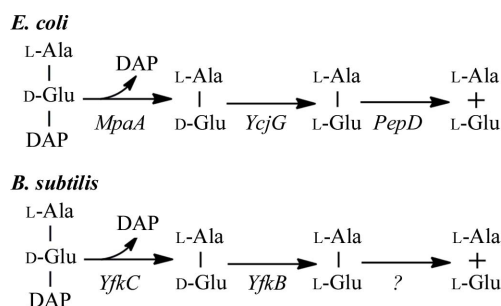 E. coli
L-Ala
D-Glu
DAP
DAP
MpaA
L-Ala
D-Glu
YcjG
L-Ala
L-Glu
PepD
L-Ala
+
L-Glu
B. subtilis
L-Ala
D-Glu
DAP
DAP
YfkC
L-Ala
D-Glu
YfkB
L-Ala
L-Glu
?
L-Ala
+
L-Glu